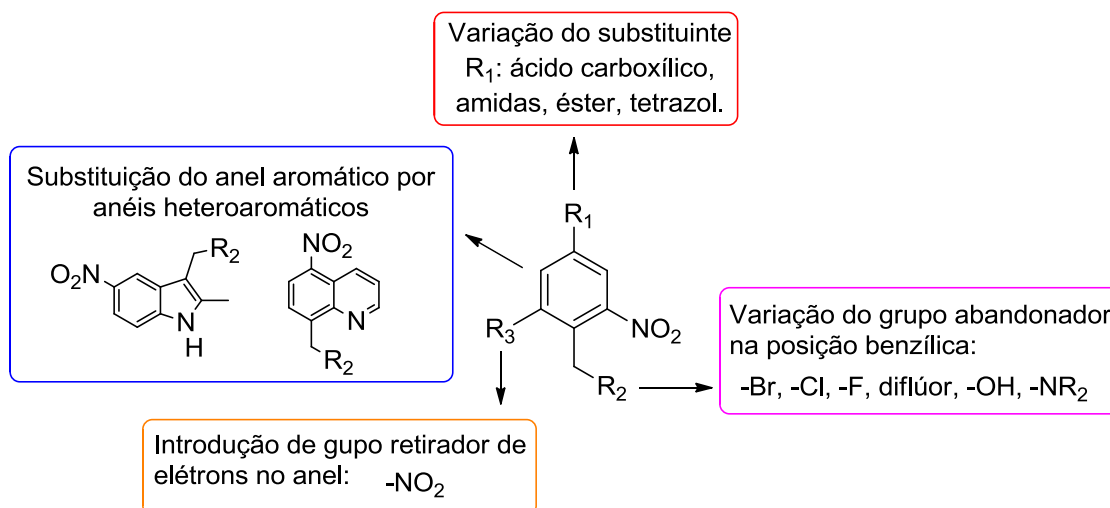 Variação do substituinte
R1: ácido carboxílico,
amidas, éster, tetrazol.
Substituição do anel aromático por
anéis heteroaromáticos
NO2
R2
O2N
N
H
N
R2
R1
R3
NO2
R2
Variação do grupo abandonador
na posição benzílica:
-Br, -Cl, -F, diflúor, -OH, -NR2
Introdução de gupo retirador de
elétrons no anel: -NO2